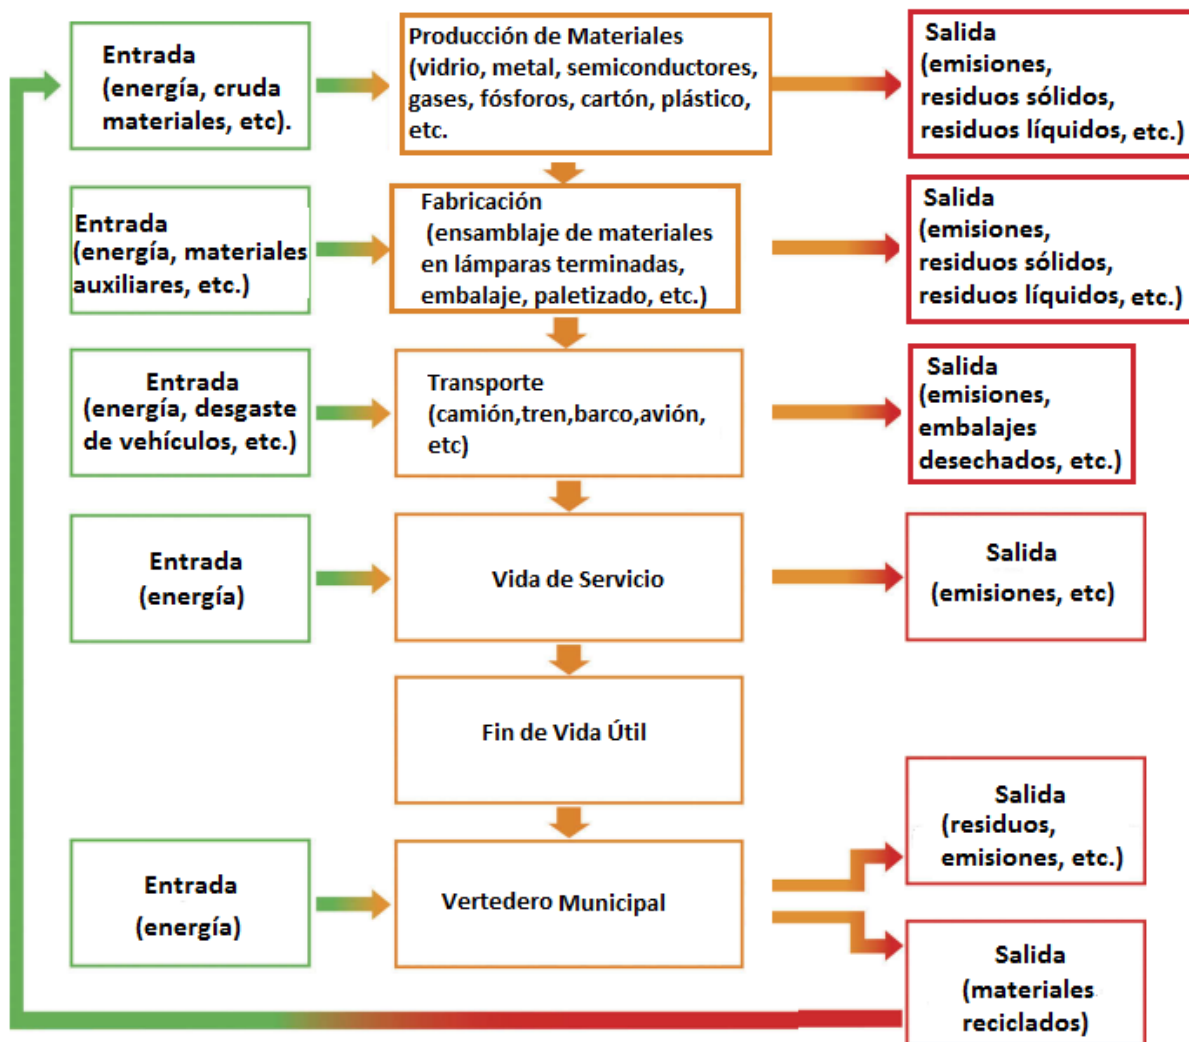 Entrada
(energía, cruda
materiales, etc).
Producción de Materiales
(vidrio, metal, semiconductores,
gases, fósforos, cartón, plástico,
etc.
Salida
(emisiones,
residuos sólidos,
residuos líquidos, etc.)
Entrada
(energía, materiales
auxiliares, etc.)
Fabricación
(ensamblaje de materiales
en lámparas terminadas,
embalaje, paletizado, etc.)
Salida
(emisiones,
residuos sólidos,
residuos líquidos, etc.)
Entrada
(energía, desgaste
de vehículos, etc.)
Transporte
(camión,tren,barco,avión,
etc)
Salida
(emisiones,
embalajes
desechados, etc.)
Entrada
(energía)
Vida de Servicio
Salida
(emisiones, etc)
Fin de Vida Útil
Entrada
(energía)
Vertedero Municipal
Salida
(residuos,
emisiones, etc.)
Salida
(materiales
reciclados)